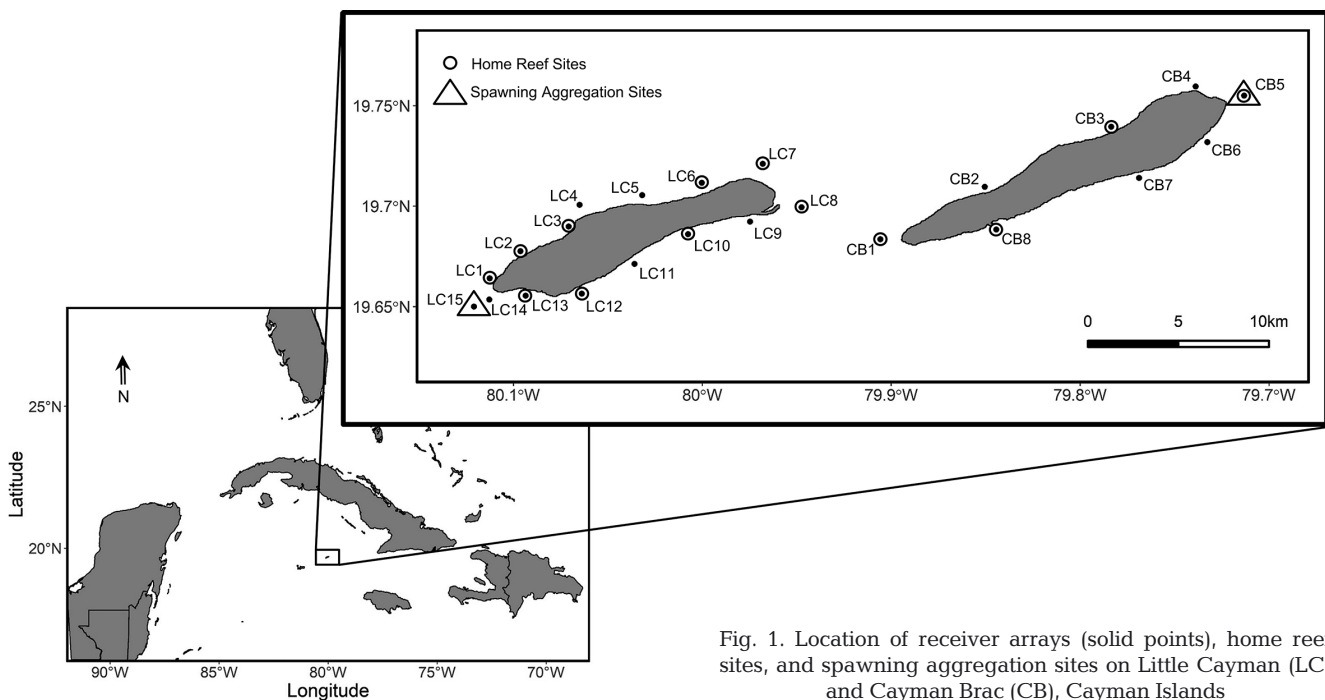 Home Reef Sites
Spawning Aggregation Sites
19.75°N
19.7°N
19.65°N
80.1°W
80°W
79.9°W
79.8°W
79.7°W
LC1
LC2
LC3
LC4
LC5
LC6
LC7
LC8
LC9
LC10
LC11
LC12
LC13
LC14
LC15
CB1
CB2
CB3
CB4
CB5
CB6
CB7
CB8
0 5 10km
N
Latitude
25°N
20°N
90°W 85°W 80°W 75°W 70°W
Longitude
Fig. 1. Location of receiver arrays (solid points), home reef
sites, and spawning aggregation sites on Little Cayman (LC)
and Cayman Brac (CB), Cayman Islands